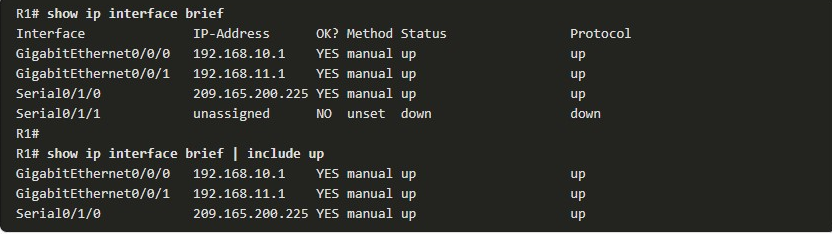 R1# show ip interface brief
Interface              IP-Address      OK? Method Status                Protocol
GigabitEthernet0/0/0   192.168.10.1    YES manual up                    up
GigabitEthernet0/0/1   192.168.11.1    YES manual up                    up
Serial0/1/0            209.165.200.225 YES manual up                    up
Serial0/1/1            unassigned      NO  unset  down                  down
R1#
R1# show ip interface brief | include up
GigabitEthernet0/0/0   192.168.10.1    YES manual up                    up
GigabitEthernet0/0/1   192.168.11.1    YES manual up                    up
Serial0/1/0            209.165.200.225 YES manual up                    up